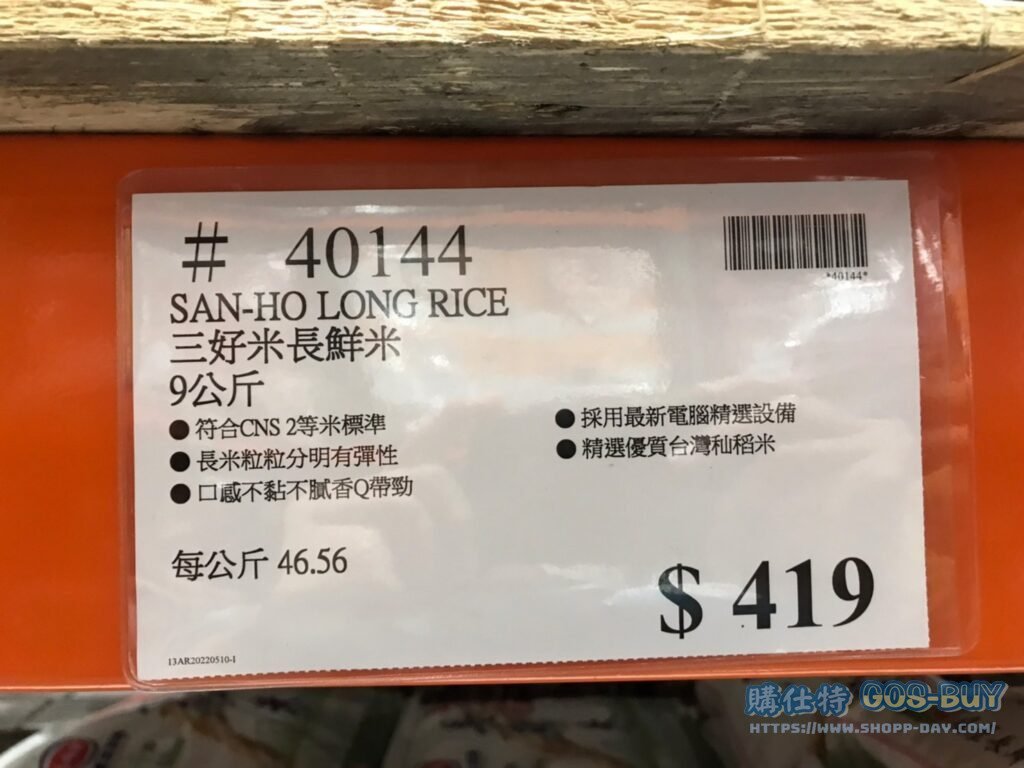 # 40144
*40144*
SAN-HO LONG RICE
三好米長鮮米
9公斤
●符合CNS 2等米標準
●長米粒粒分明有彈性
●口感不黏不膩香Q帶勁
●採用最新電腦精選設備
●精選優質台灣秈稻米
每公斤 46.56
$ 419
13AR20220510-1
購仕特 GOS-BUY
HTTPS://WWW.SHOPP-DAY.COM/